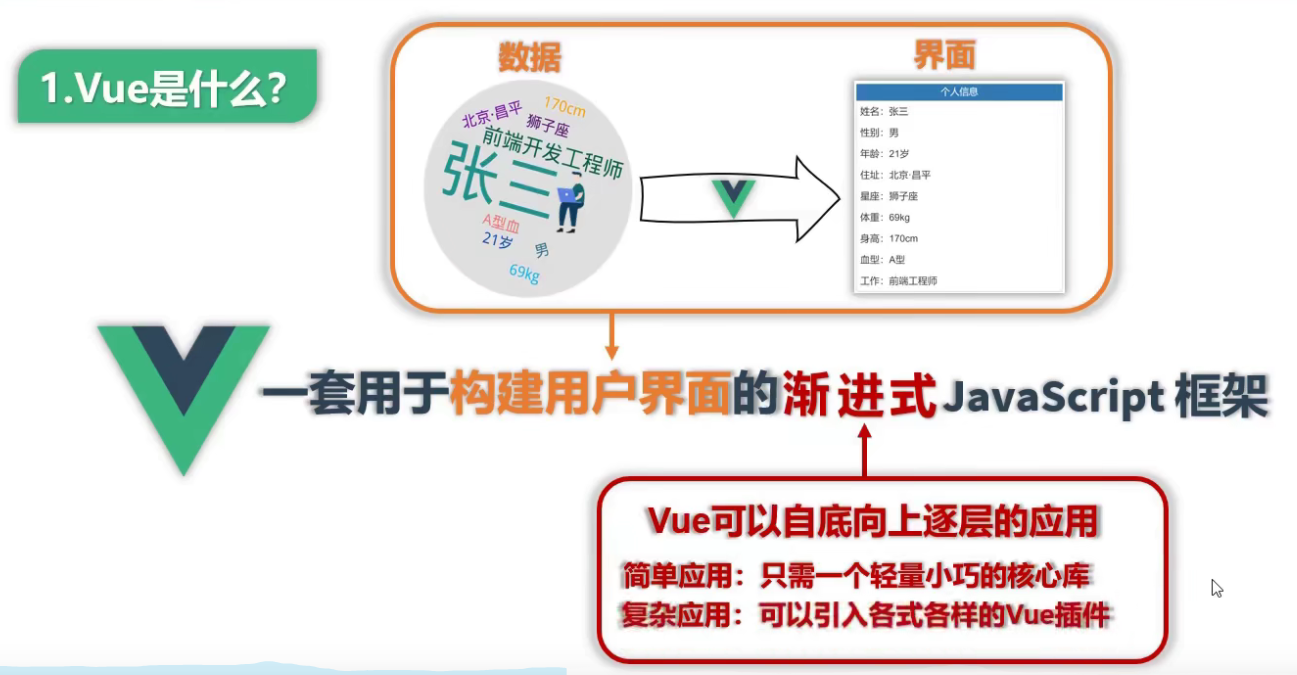 1.Vue是什么?
数据
界面
北京·昌平
170cm
狮子座
前端开发工程师
张三
A型血
21岁
男
69kg
个人信息
姓名：张三
性别：男
年龄：21岁
住址：北京·昌平
星座：狮子座
体重：69kg
身高：170cm
血型：A型
工作：前端工程师
一套用于构建用户界面的渐进式JavaScript 框架
Vue可以自底向上逐层的应用
简单应用：只需一个轻量小巧的核心库
复杂应用：可以引入各式各样的Vue插件